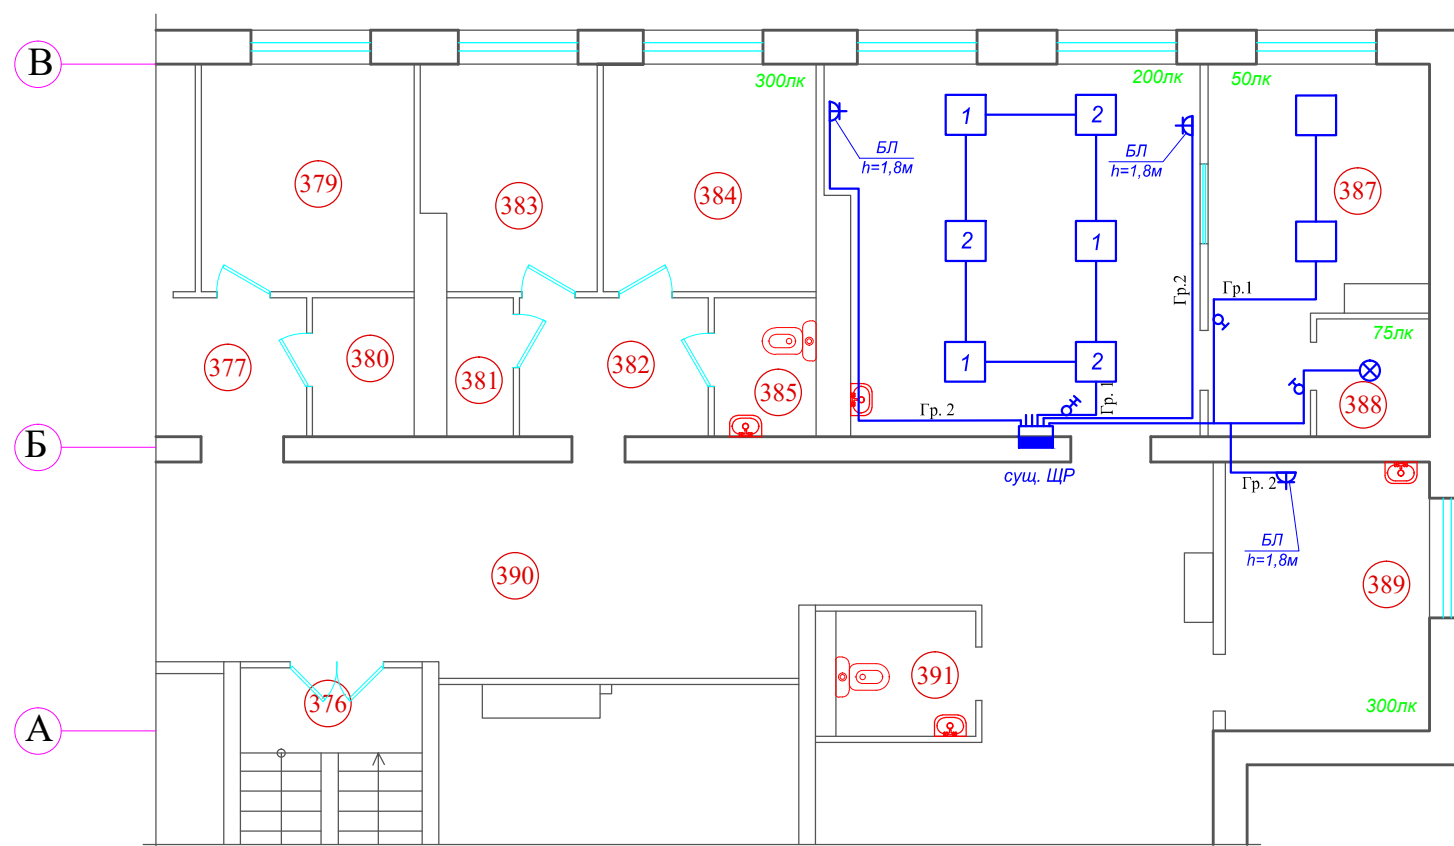 В
300лк
200лк
50лк
1
2
БЛ
h=1,8м
БЛ
h=1,8м
379
383
384
387
2
1
Гр.2
Гр.1
75лк
377
380
381
382
385
1
2
Гр. 1
388
Гр. 2
Б
сущ. ЩР
Гр. 2
БЛ
h=1,8м
390
389
391
376
300лк
А